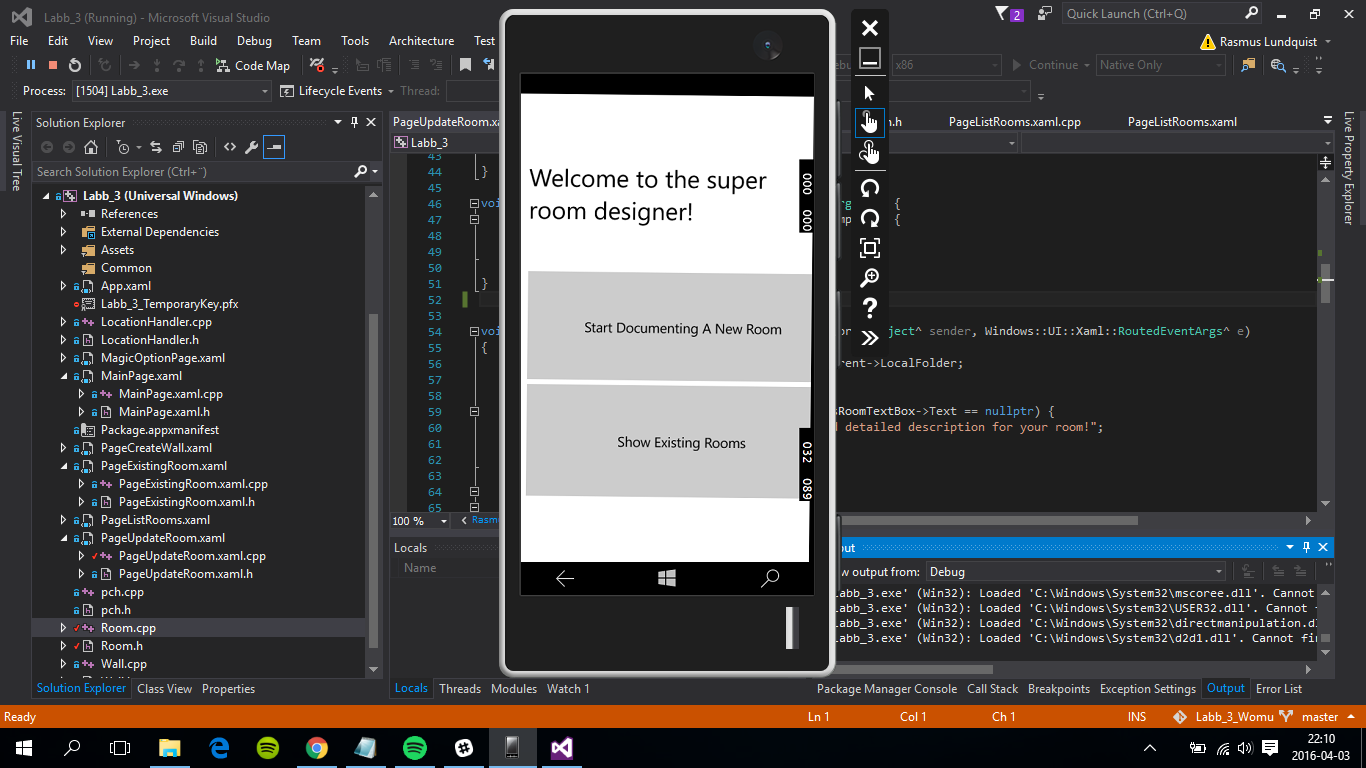 Labb_3 (Running) - Microsoft Visual Studio
2
Quick Launch (Ctrl+Q)
File Edit View Project Build Debug Team Tools Architecture Test
Rasmus Lundquist
Code Map
x86
Continue
Native Only
Process: [1504] Labb_3.exe
Lifecycle Events
Thread:
Live Visual Tree
Solution Explorer
Search Solution Explorer (Ctrl+¨)
Labb_3 (Universal Windows)
References
External Dependencies
Assets
Common
App.xaml
Labb_3_TemporaryKey.pfx
LocationHandler.cpp
LocationHandler.h
MagicOptionPage.xaml
MainPage.xaml
MainPage.xaml.cpp
MainPage.xaml.h
Package.appxmanifest
PageCreateWall.xaml
PageExistingRoom.xaml
PageExistingRoom.xaml.cpp
PageExistingRoom.xaml.h
PageListRooms.xaml
PageUpdateRoom.xaml
PageUpdateRoom.xaml.cpp
PageUpdateRoom.xaml.h
pch.cpp
pch.h
Room.cpp
Room.h
Wall.cpp
Solution Explorer Class View Properties
PageUpdateRoom.xa
.h
PageListRooms.xaml.cpp
PageListRooms.xaml
Labb_3
43
44 }
45
46 voi
47
48
49
50
51 }
52
53
54 voi
55 {
56
57
58
59
60
61
62
63
64
65
{
{
ject^ sender, Windows::UI::Xaml::RoutedEventArgs^ e)
rent->LocalFolder;
sRoomTextBox->Text == nullptr) {
d detailed description for your room!";
100 %
Rasm
Live Property Explorer
Welcome to the super
room designer!
Start Documenting A New Room
Show Existing Rooms
000 000
032 089
?
Locals
Name
Locals Threads Modules Watch 1
put
w output from: Debug
abb_3.exe' (Win32): Loaded 'C:\Windows\System32\mscoree.dll'. Cannot
abb_3.exe' (Win32): Loaded 'C:\Windows\System32\USER32.dll'. Cannot
abb_3.exe' (Win32): Loaded 'C:\Windows\System32\directmanipulation.d
abb_3.exe' (Win32): Loaded 'C:\Windows\System32\d2d1.dll'. Cannot fi
Package Manager Console Call Stack Breakpoints Exception Settings Output Error List
Ready
Ln 1
Col 1
Ch 1
INS
Labb_3_Womu
master
22:10
2016-04-03